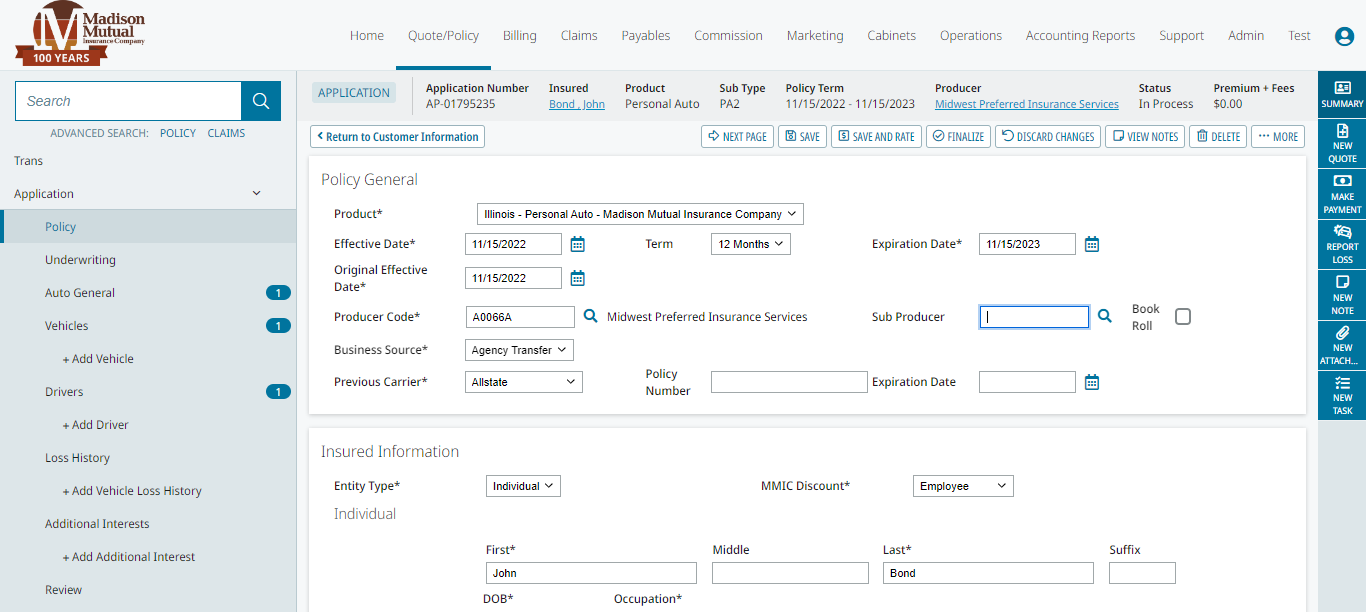 Madison
Mutual
Insurance Company
100 YEARS
Home Quote/Policy Billing Claims Payables Commission Marketing Cabinets Operations Accounting Reports Support Admin Test
Search
ADVANCED SEARCH: POLICY CLAIMS
Trans
Application
Policy
Underwriting
Auto General 1
Vehicles 1
+ Add Vehicle
Drivers 1
+ Add Driver
Loss History
+ Add Vehicle Loss History
Additional Interests
+ Add Additional Interest
Review
APPLICATION
Application Number Insured Product Sub Type Policy Term Producer Status Premium + Fees
AP-01795235 Bond , John Personal Auto PA2 11/15/2022 - 11/15/2023 Midwest Preferred Insurance Services In Process $0.00
Return to Customer Information NEXT PAGE SAVE SAVE AND RATE FINALIZE DISCARD CHANGES VIEW NOTES DELETE ··· MORE
Policy General
Product* Illinois - Personal Auto - Madison Mutual Insurance Company
Effective Date* 11/15/2022 Term 12 Months Expiration Date* 11/15/2023
Original Effective
Date* 11/15/2022
Producer Code* A0066A Midwest Preferred Insurance Services Sub Producer Book
Roll
Business Source* Agency Transfer
Previous Carrier* Allstate Policy
Number Expiration Date
Insured Information
Entity Type* Individual MMIC Discount* Employee
Individual
First* Middle Last* Suffix
John Bond
DOB* Occupation*
SUMMARY
NEW
QUOTE
MAKE
PAYMENT
REPORT
LOSS
NEW
NOTE
NEW
ATTACH...
NEW
TASK